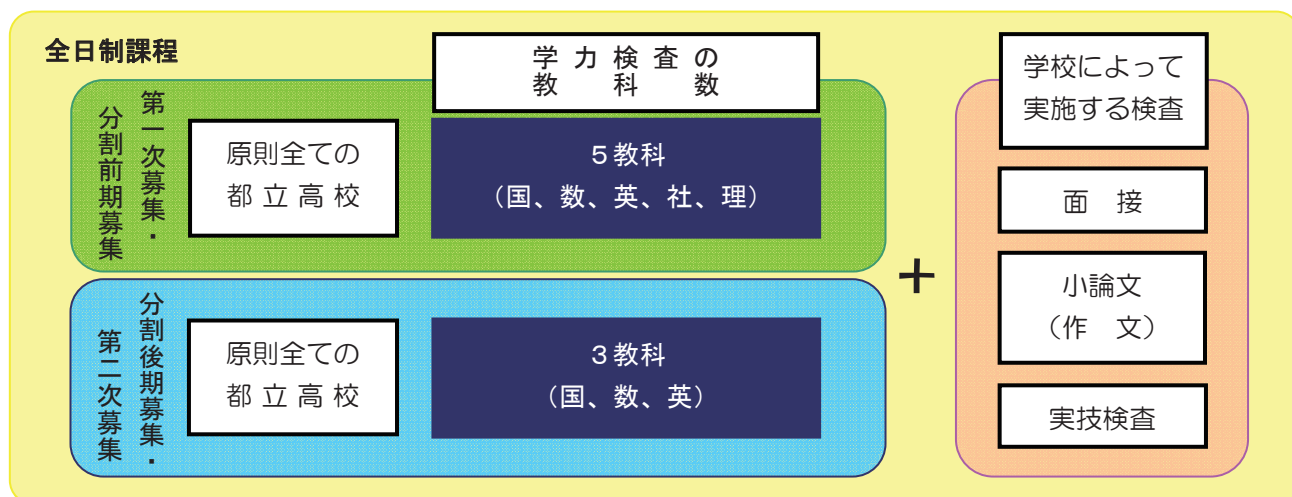 全日制課程
学力検査の
教科数
学校によって
実施する検査
第一次募集・
分割前期募集
原則全ての
都立高校
5教科
(国、数、英、社、理)
分割後期募集・
第二次募集
原則全ての
都立高校
3教科
(国、数、英)
+
面接
小論文
(作文)
実技検査